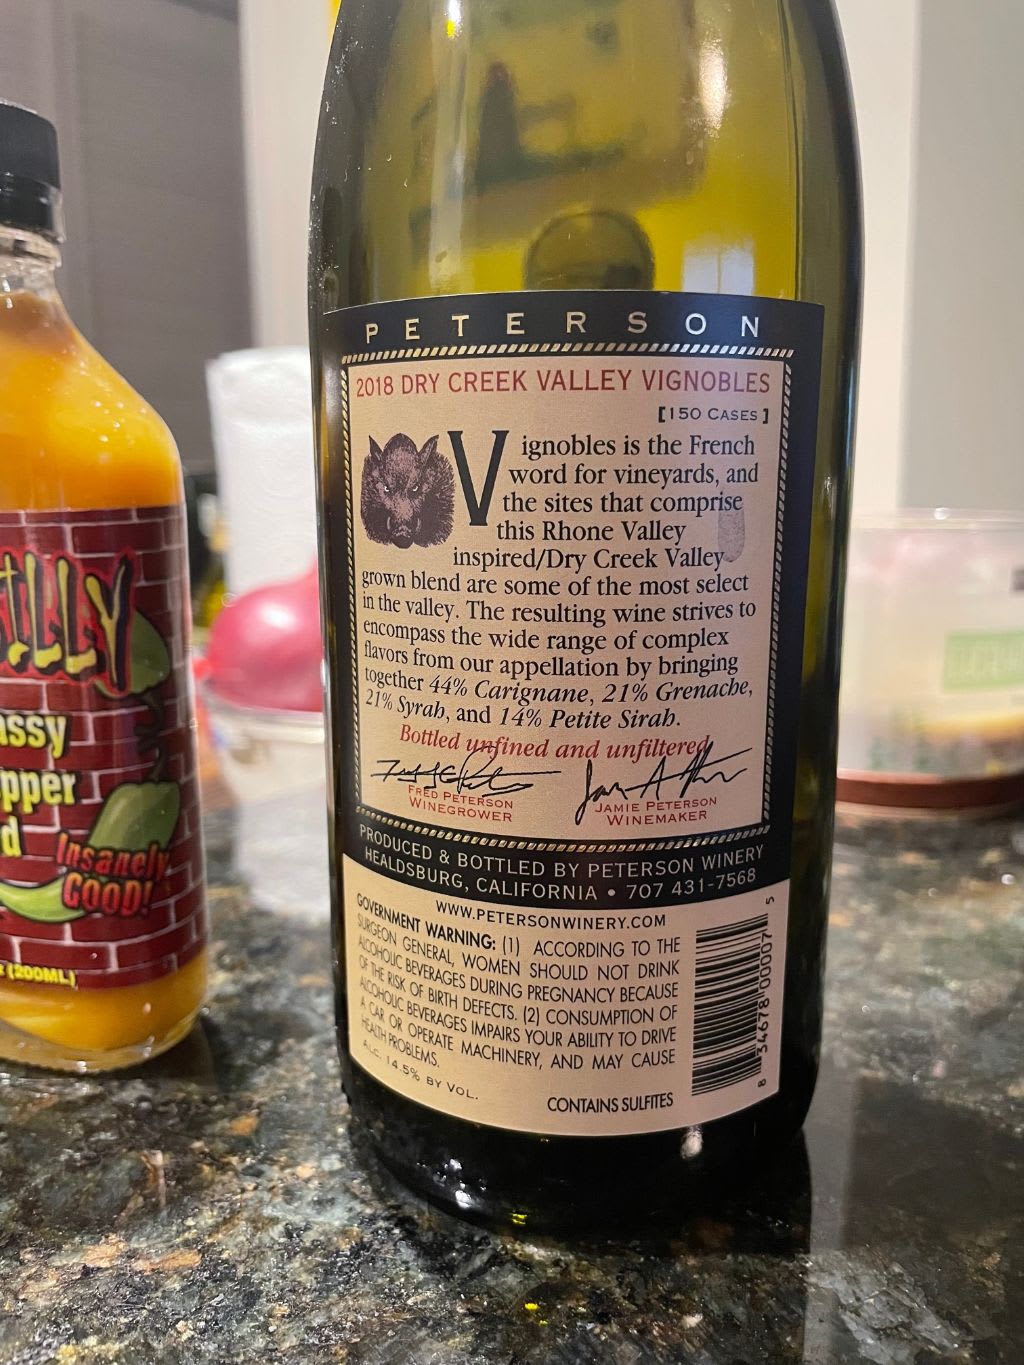 PETERSON
2018 DRY CREEK VALLEY VIGNOBLES
[150 CASES]
Vignobles is the French
word for vineyards, and
the sites that comprise
this Rhone Valley
inspired/Dry Creek Valley
grown blend are some of the most select
in the valley. The resulting wine strives to
encompass the wide range of complex
flavors from our appellation by bringing
together 44% Carignane, 21% Grenache,
21% Syrah, and 14% Petite Sirah.
Bottled unfined and unfiltered
FRED PETERSON
WINEGROWER
JAMIE PETERSON
WINEMAKER
PRODUCED & BOTTLED BY PETERSON WINERY
HEALDSBURG, CALIFORNIA • 707 431-7568
WWW.PETERSONWINERY.COM
GOVERNMENT WARNING: (1) ACCORDING TO THE
SURGEON GENERAL, WOMEN SHOULD NOT DRINK
ALCOHOLIC BEVERAGES DURING PREGNANCY BECAUSE
OF THE RISK OF BIRTH DEFECTS. (2) CONSUMPTION OF
ALCOHOLIC BEVERAGES IMPAIRS YOUR ABILITY TO DRIVE
A CAR OR OPERATE MACHINERY, AND MAY CAUSE
HEALTH PROBLEMS.
ALC. 14.5% BY VOL.
CONTAINS SULFITES
8 34678 00007 5
Insanely
GOOD!
(200ML)